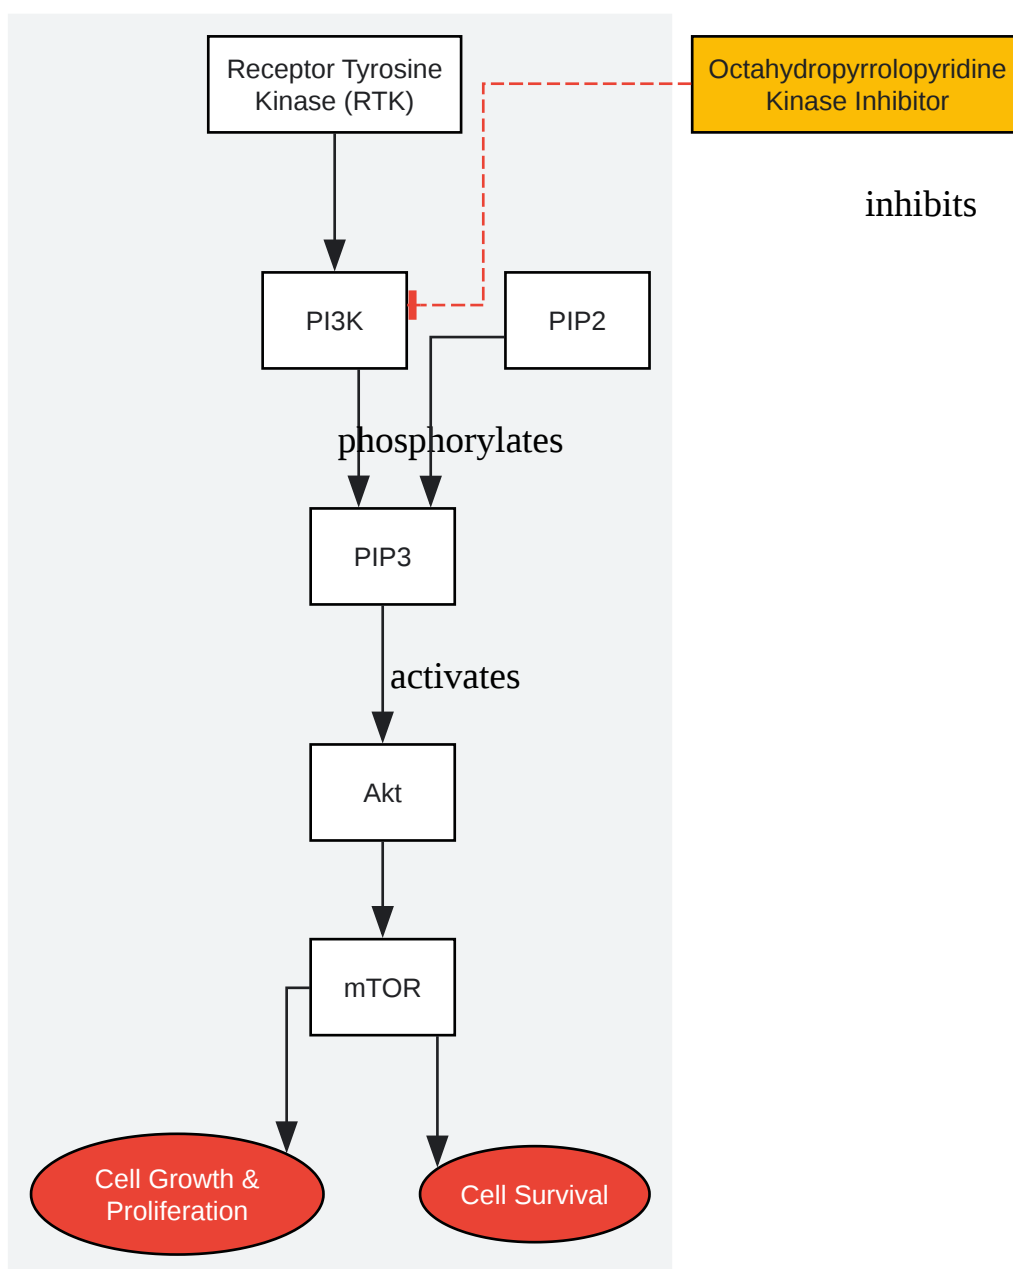 Receptor Tyrosine
Kinase (RTK)
Octahydropyrrolopyridine
Kinase Inhibitor
inhibits
PI3K
PIP2
phosphorylates
PIP3
activates
Akt
mTOR
Cell Growth &
Proliferation
Cell Survival